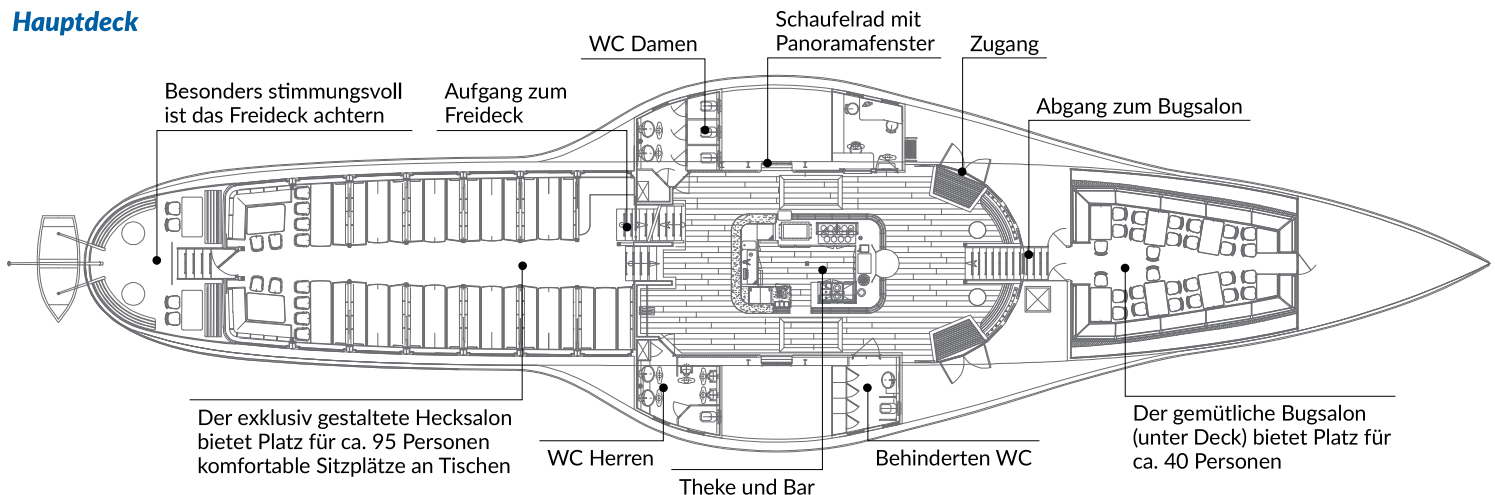 Hauptdeck
Schaufelrad mit
Panoramafenster
WC Damen
Zugang
Besonders stimmungsvoll
ist das Freideck achtern
Aufgang zum
Freideck
Abgang zum Bugsalon
Der exklusiv gestaltete Hecksalon
bietet Platz für ca. 95 Personen
komfortable Sitzplätze an Tischen
WC Herren
Theke und Bar
Behinderten WC
Der gemütliche Bugsalon
(unter Deck) bietet Platz für
ca. 40 Personen